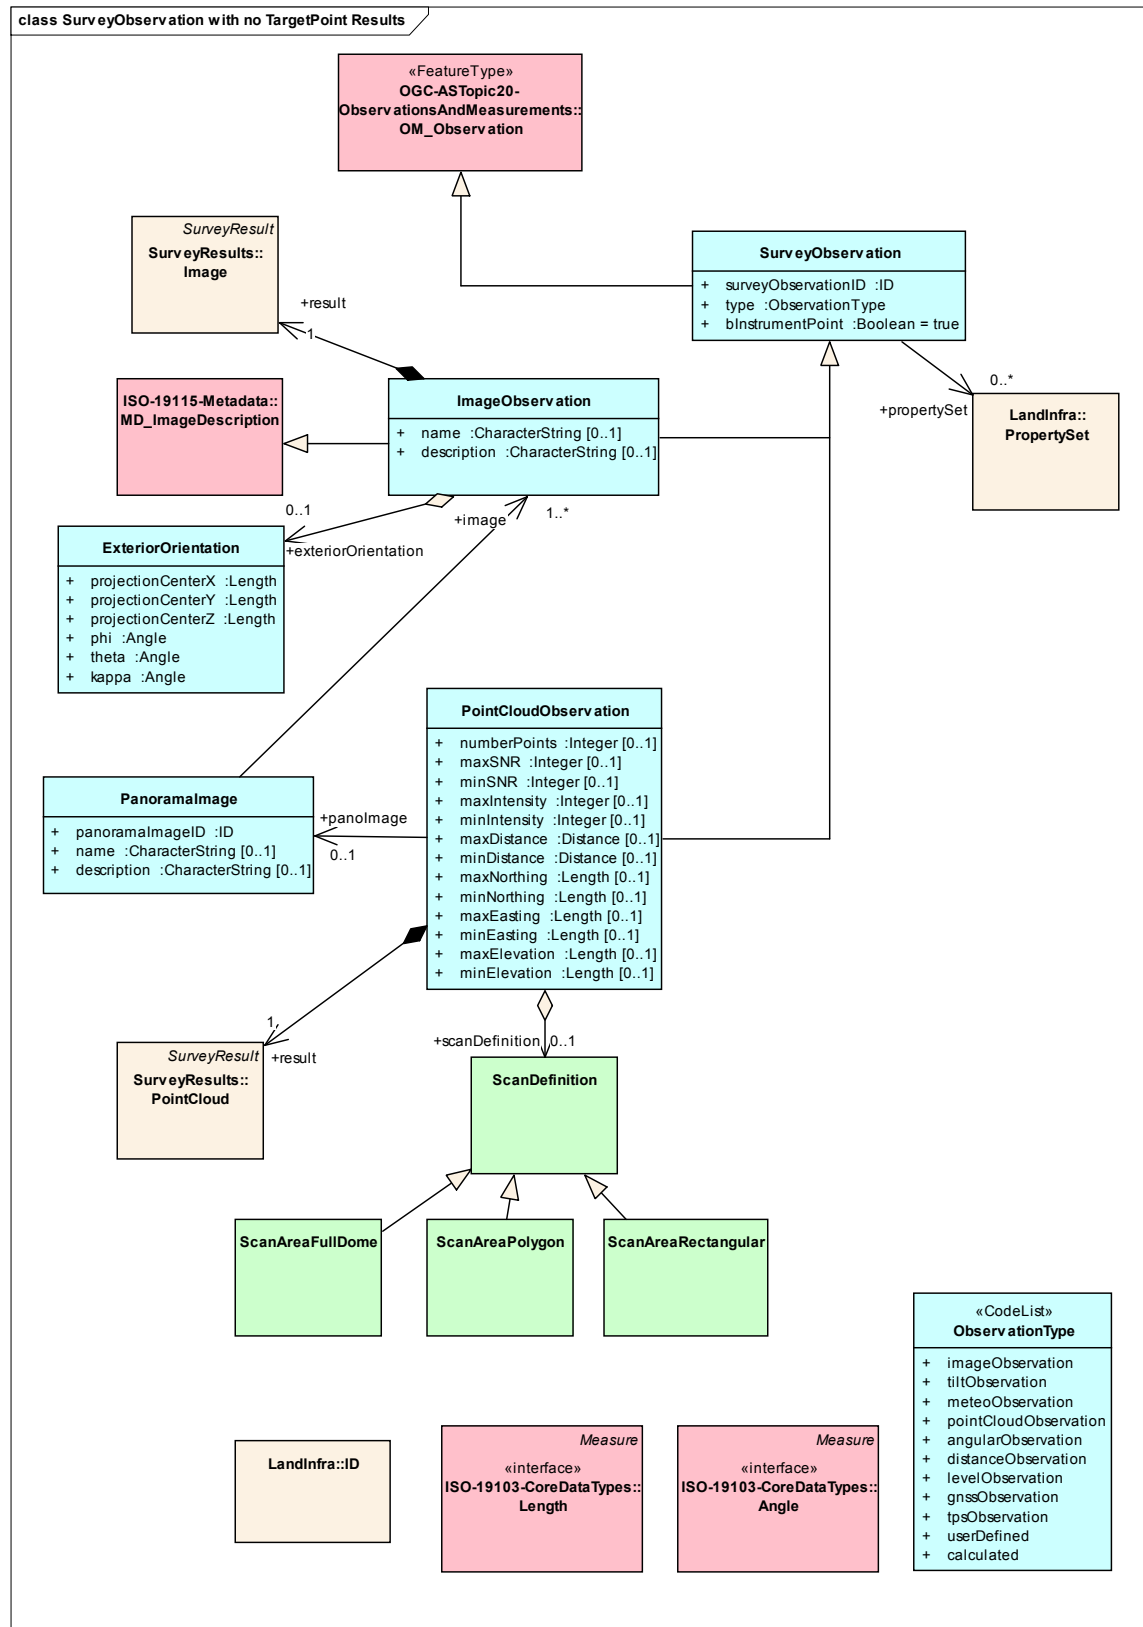 class SurveyObservation with no TargetPoint Results
«FeatureType»
OGC-ASTopic20-
ObservationsAndMeasurements::
OM_Observation
SurveyResult
SurveyResults::
Image
SurveyObservation
+ surveyObservationID :ID
+ type :ObservationType
+ bInstrumentPoint :Boolean = true
+result
1
0..*
+propertySet
LandInfra::
PropertySet
ISO-19115-Metadata::
MD_ImageDescription
ImageObservation
+ name :CharacterString [0..1]
+ description :CharacterString [0..1]
0..1
+exteriorOrientation
+image
1..*
ExteriorOrientation
+ projectionCenterX :Length
+ projectionCenterY :Length
+ projectionCenterZ :Length
+ phi :Angle
+ theta :Angle
+ kappa :Angle
PointCloudObservation
+ numberPoints :Integer [0..1]
+ maxSNR :Integer [0..1]
+ minSNR :Integer [0..1]
+ maxIntensity :Integer [0..1]
+ minIntensity :Integer [0..1]
+ maxDistance :Distance [0..1]
+ minDistance :Distance [0..1]
+ maxNorthing :Length [0..1]
+ minNorthing :Length [0..1]
+ maxEasting :Length [0..1]
+ minEasting :Length [0..1]
+ maxElevation :Length [0..1]
+ minElevation :Length [0..1]
PanoramaImage
+ panoramaImageID :ID
+ name :CharacterString [0..1]
+ description :CharacterString [0..1]
+panoImage
0..1
1
+result
SurveyResult
SurveyResults::
PointCloud
+scanDefinition
0..1
ScanDefinition
ScanAreaFullDome
ScanAreaPolygon
ScanAreaRectangular
«CodeList»
ObservationType
+ imageObservation
+ tiltObservation
+ meteoObservation
+ pointCloudObservation
+ angularObservation
+ distanceObservation
+ levelObservation
+ gnssObservation
+ tpsObservation
+ userDefined
+ calculated
LandInfra::ID
Measure
«interface»
ISO-19103-CoreDataTypes::
Length
Measure
«interface»
ISO-19103-CoreDataTypes::
Angle